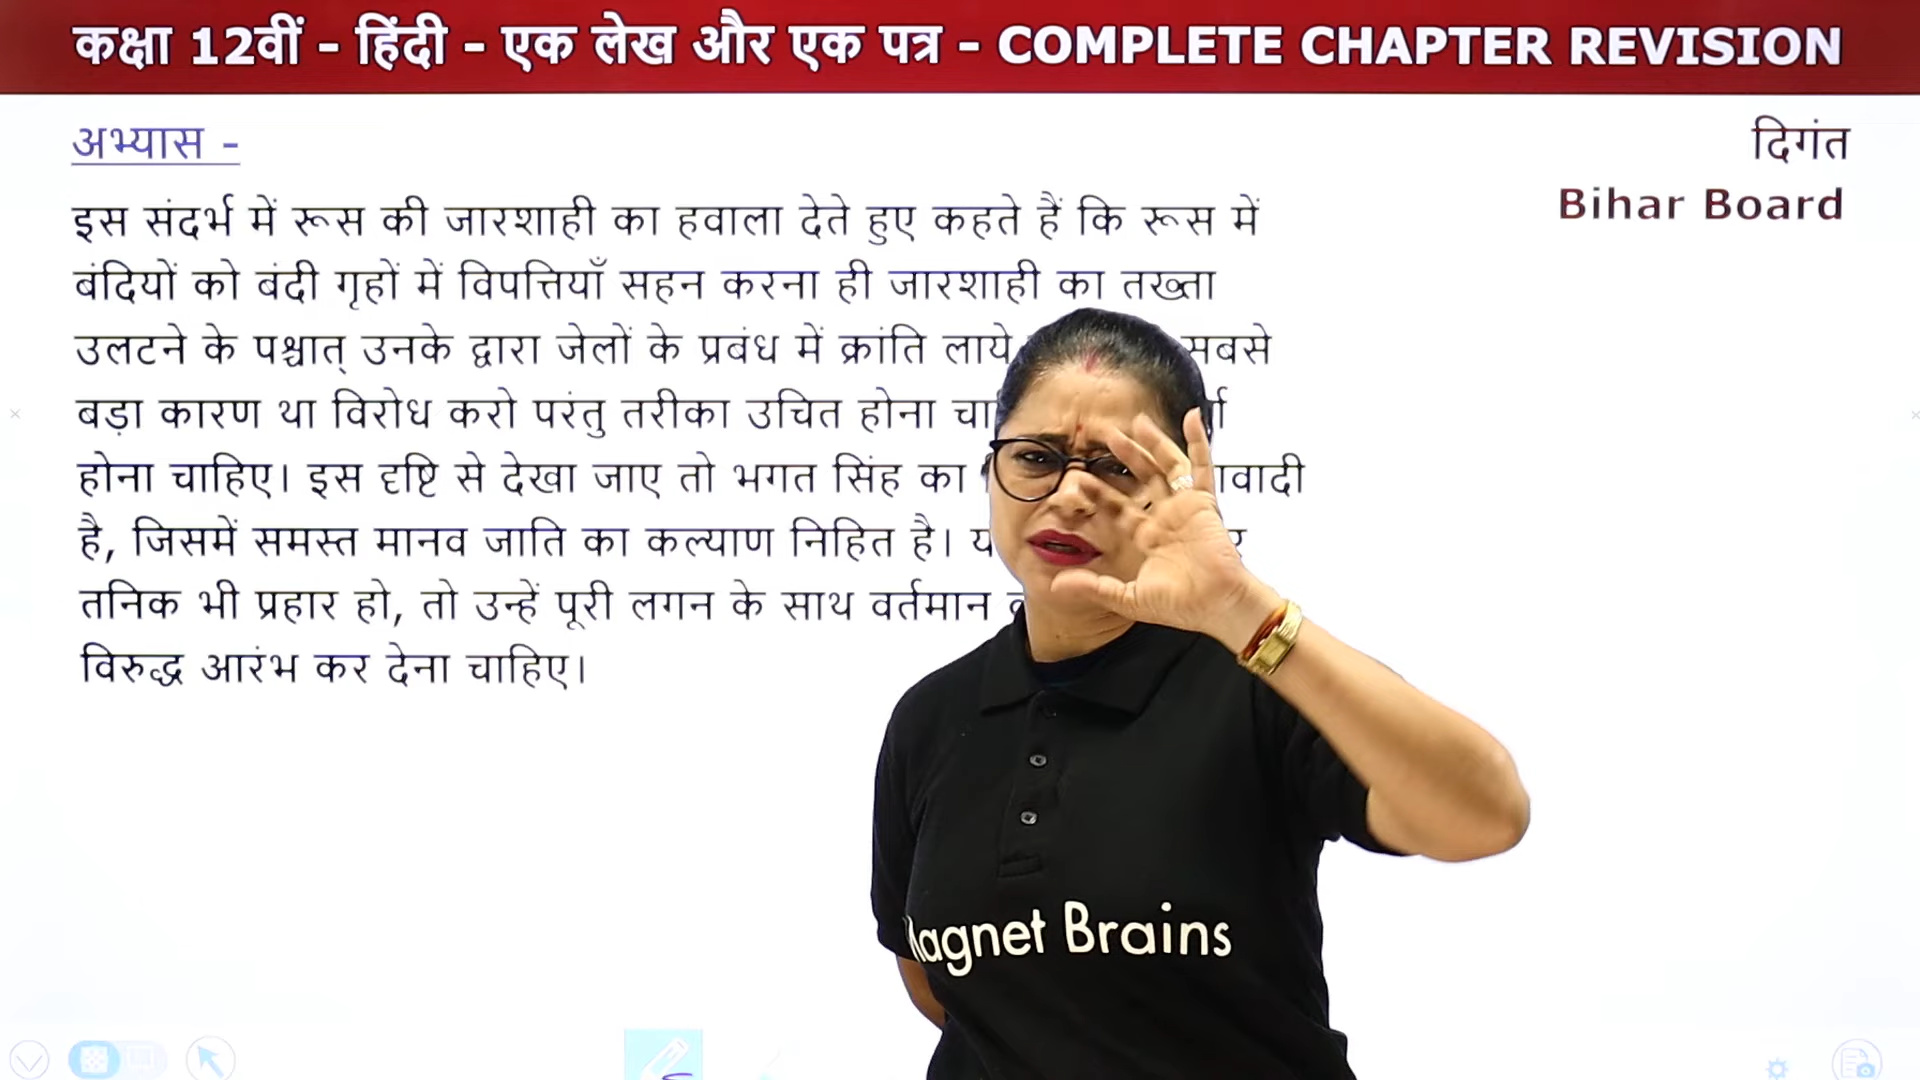 कक्षा 12वीं - हिंदी - एक लेख और एक पत्र - COMPLETE CHAPTER REVISION
अभ्यास -
दिगंत
Bihar Board
इस संदर्भ में रूस की जारशाही का हवाला देते हुए कहते हैं कि रूस में
बंदियों को बंदी गृहों में विपत्तियाँ सहन करना ही जारशाही का तख्ता
उलटने के पश्चात् उनके द्वारा जेलों के प्रबंध में क्रांति लाये सबसे
बड़ा कारण था विरोध करो परंतु तरीका उचित होना
होना चाहिए। इस दृष्टि से देखा जाए तो भगत सिंह का
है, जिसमें समस्त मानव जाति का कल्याण निहित है।
तनिक भी प्रहार हो, तो उन्हें पूरी लगन के साथ वर्तमान
विरुद्ध आरंभ कर देना चाहिए।
Magnet Brains